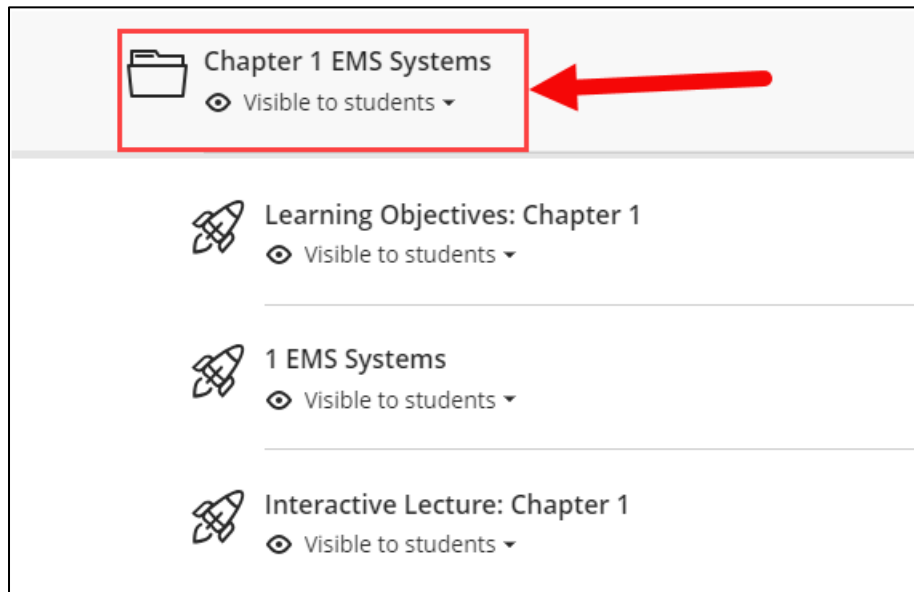 Chapter 1 EMS Systems
Visible to students
Learning Objectives: Chapter 1
Visible to students
1 EMS Systems
Visible to students
Interactive Lecture: Chapter 1
Visible to students